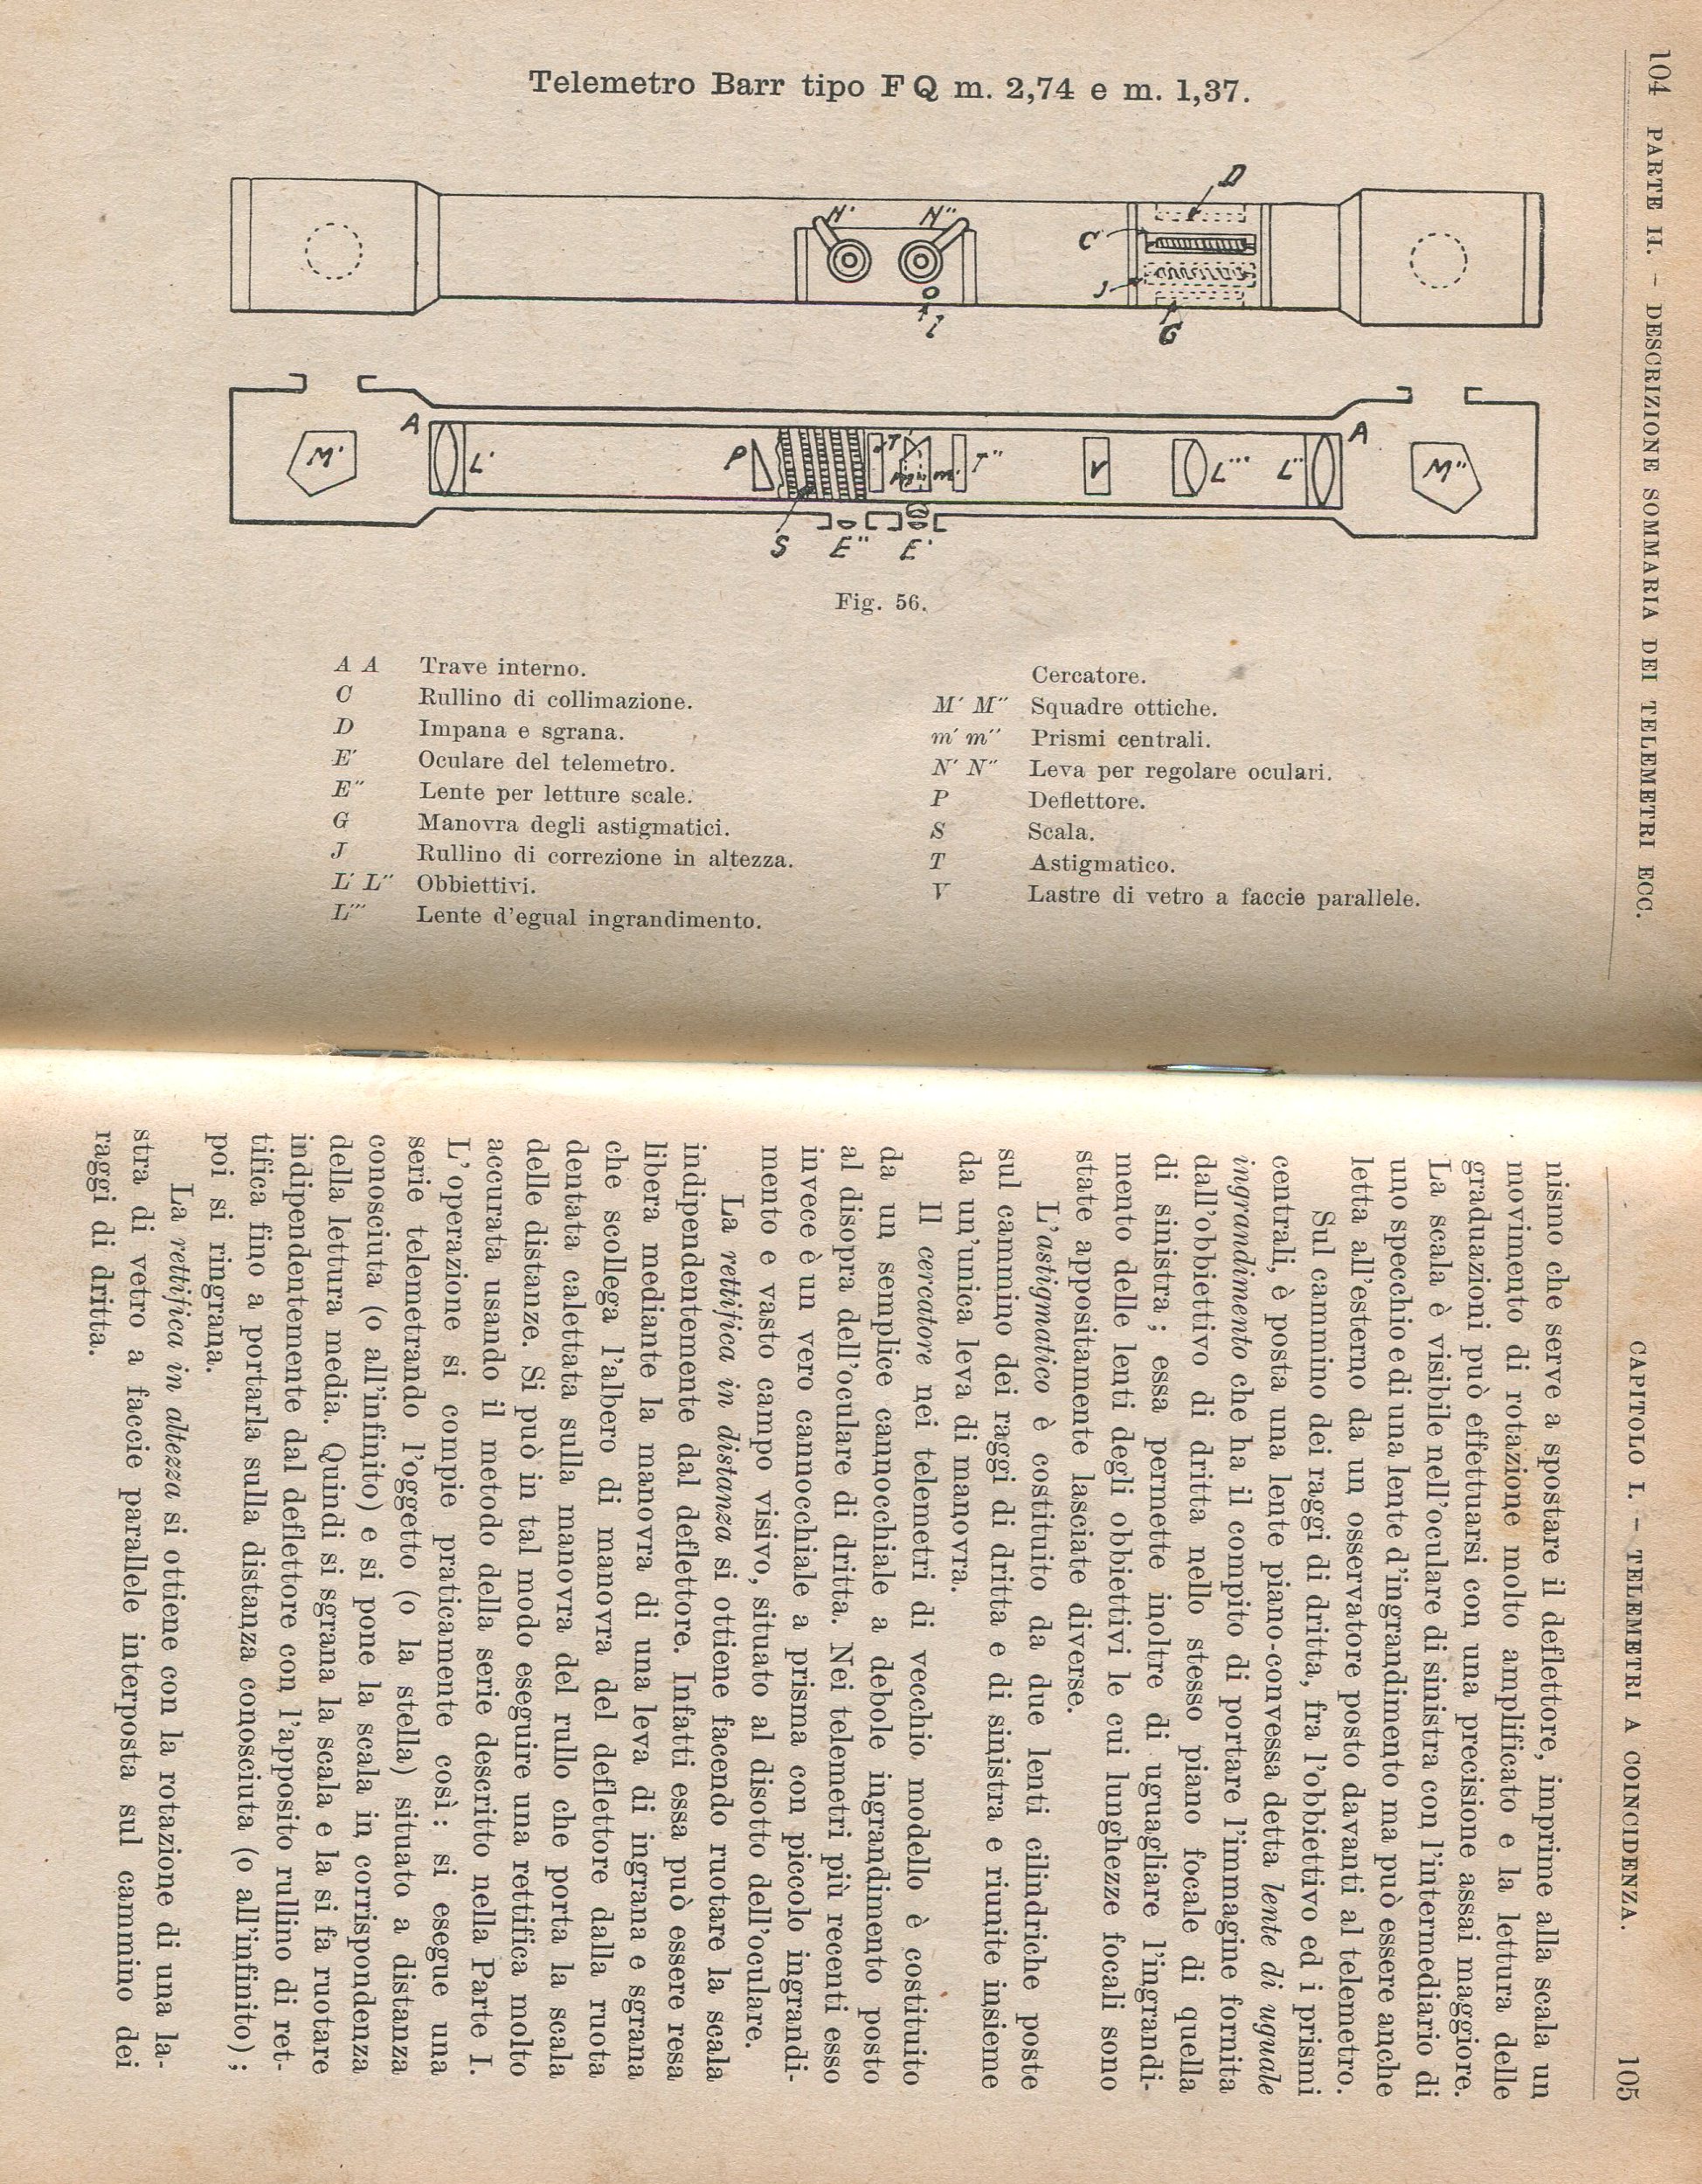 104 PARTE II. - DESCRIZIONE SOMMARIA DEI TELEMETRI ECC.
Telemetro Barr tipo F Q m. 2,74 e m. 1,37.
D
N' N''
C
J
I
G
A
A
M'
L'
P
T'
m'
T''
V
L'''
L''
M''
S
E''
E'
Fig. 56.
A A Trave interno.
C Rullino di collimazione.
D Impana e sgrana.
E' Oculare del telemetro.
E'' Lente per letture scale.
G Manovra degli astigmatici.
J Rullino di correzione in altezza.
L' L'' Obbiettivi.
L''' Lente d'egual ingrandimento.
Cercatore.
M' M'' Squadre ottiche.
m' m'' Prismi centrali.
N' N'' Leva per regolare oculari.
P Deflettore.
S Scala.
T Astigmatico.
V Lastre di vetro a faccie parallele.
CAPITOLO I. - TELEMETRI A COINCIDENZA. 105
nismo che serve a spostare il deflettore, imprime alla scala un
movimento di rotazione molto amplificato e la lettura delle
graduazioni può effettuarsi con una precisione assai maggiore.
La scala è visibile nell'oculare di sinistra con l'intermediario di
uno specchio e di una lente d'ingrandimento ma può essere anche
letta all'esterno da un osservatore posto davanti al telemetro.
Sul cammino dei raggi di dritta, fra l'obbiettivo ed i prismi
centrali, è posta una lente piano-convessa detta lente di uguale
ingrandimento che ha il compito di portare l'immagine fornita
dall'obbiettivo di dritta nello stesso piano focale di quella
di sinistra; essa permette inoltre di uguagliare l'ingrandi-
mento delle lenti degli obbiettivi le cui lunghezze focali sono
state appositamente lasciate diverse.
L'astigmatico è costituito da due lenti cilindriche poste
sul cammino dei raggi di dritta e di sinistra e riunite insieme
da un'unica leva di manovra.
Il cercatore nei telemetri di vecchio modello è costituito
da un semplice cannocchiale a debole ingrandimento posto
al disopra dell'oculare di dritta. Nei telemetri più recenti esso
invece è un vero cannocchiale a prisma con piccolo ingrandi-
mento e vasto campo visivo, situato al disotto dell'oculare.
La rettifica in distanza si ottiene facendo ruotare la scala
indipendentemente dal deflettore. Infatti essa può essere resa
libera mediante la manovra di una leva di ingrana e sgrana
che scollega l'albero di manovra del deflettore dalla ruota
dentata calettata sulla manovra del rullo che porta la scala
delle distanze. Si può in tal modo eseguire una rettifica molto
accurata usando il metodo della serie descritto nella Parte I.
L'operazione si compie praticamente così: si esegue una
serie telemetrando l'oggetto (o la stella) situato a distanza
conosciuta (o all'infinito) e si pone la scala in corrispondenza
della lettura media. Quindi si sgrana la scala e la si fa ruotare
indipendentemente dal deflettore con l'apposito rullino di ret-
tifica fino a portarla sulla distanza conosciuta (o all'infinito);
poi si ringrana.
La rettifica in altezza si ottiene con la rotazione di una la-
stra di vetro a faccie parallele interposta sul cammino dei
raggi di dritta.